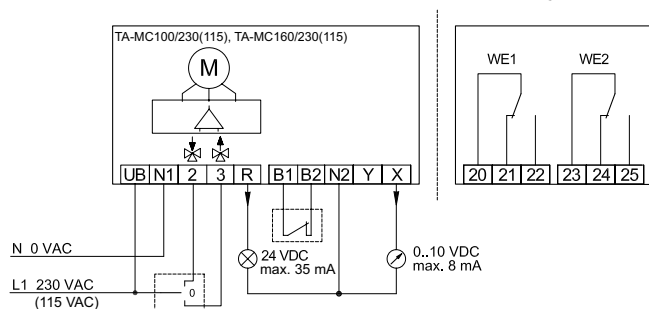 TA-MC100/230(115), TA-MC160/230(115)
M
WE1 WE2
UB N1 2 3 R B1 B2 N2 Y X
20 21 22 23 24 25
N 0 VAC
24 VDC
max. 35 mA
0..10 VDC
max. 8 mA
L1 230 VAC
(115 VAC)
0